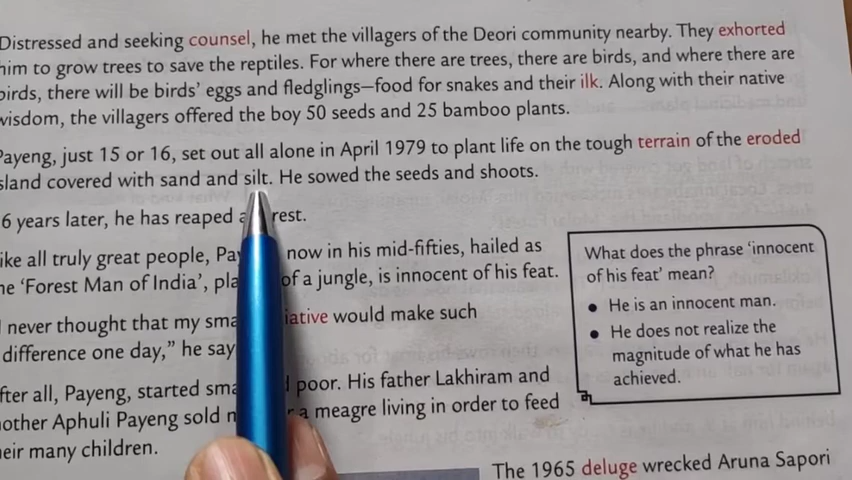 Distressed and seeking counsel, he met the villagers of the Deori community nearby. They exhorted
him to grow trees to save the reptiles. For where there are trees, there are birds, and where there are
birds, there will be birds' eggs and fledglings—food for snakes and their ilk. Along with their native
wisdom, the villagers offered the boy 50 seeds and 25 bamboo plants.
Payeng, just 15 or 16, set out all alone in April 1979 to plant life on the tough terrain of the eroded
sland covered with sand and silt. He sowed the seeds and shoots.
6 years later, he has reaped a rest.
ike all truly great people, Pa now in his mid-fifties, hailed as
he 'Forest Man of India', pla of a jungle, is innocent of his feat.
I never thought that my sma iative would make such
difference one day," he say
fter all, Payeng, started sma d poor. His father Lakhiram and
other Aphuli Payeng sold a meagre living in order to feed
heir many children.
What does the phrase 'innocent
of his feat' mean?
• He is an innocent man.
• He does not realize the
magnitude of what he has
achieved.
The 1965 deluge wrecked Aruna Sapori